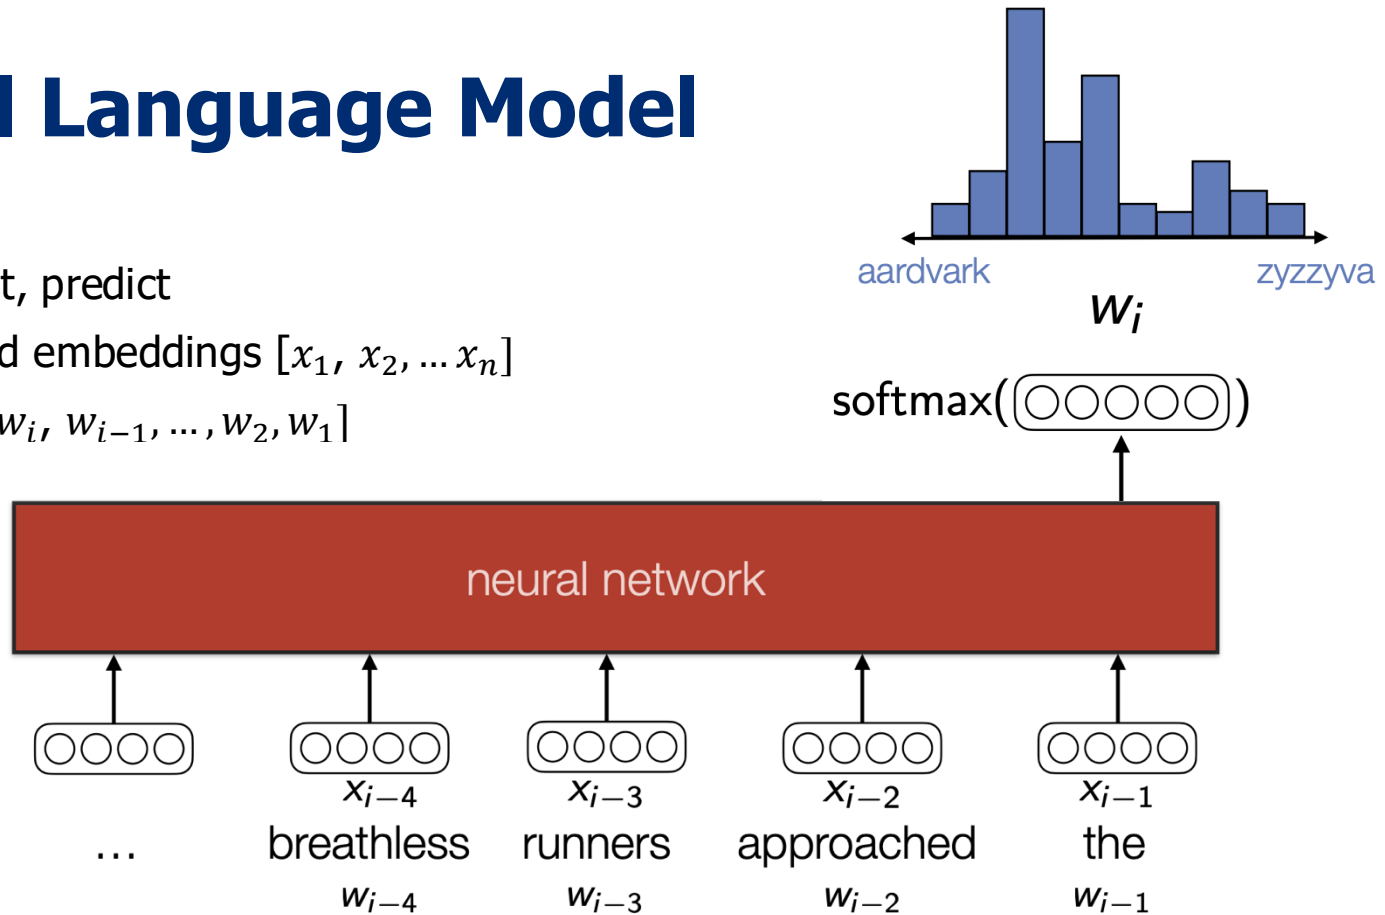 l Language Model
t, predict
d embeddings [x₁, x₂, … xₙ]
wᵢ, wᵢ₋₁, … , w₂, w₁]
aardvark zyzzyva
wᵢ
softmax( )
neural network
xᵢ₋₄ xᵢ₋₃ xᵢ₋₂ xᵢ₋₁
… breathless runners approached the
wᵢ₋₄ wᵢ₋₃ wᵢ₋₂ wᵢ₋₁